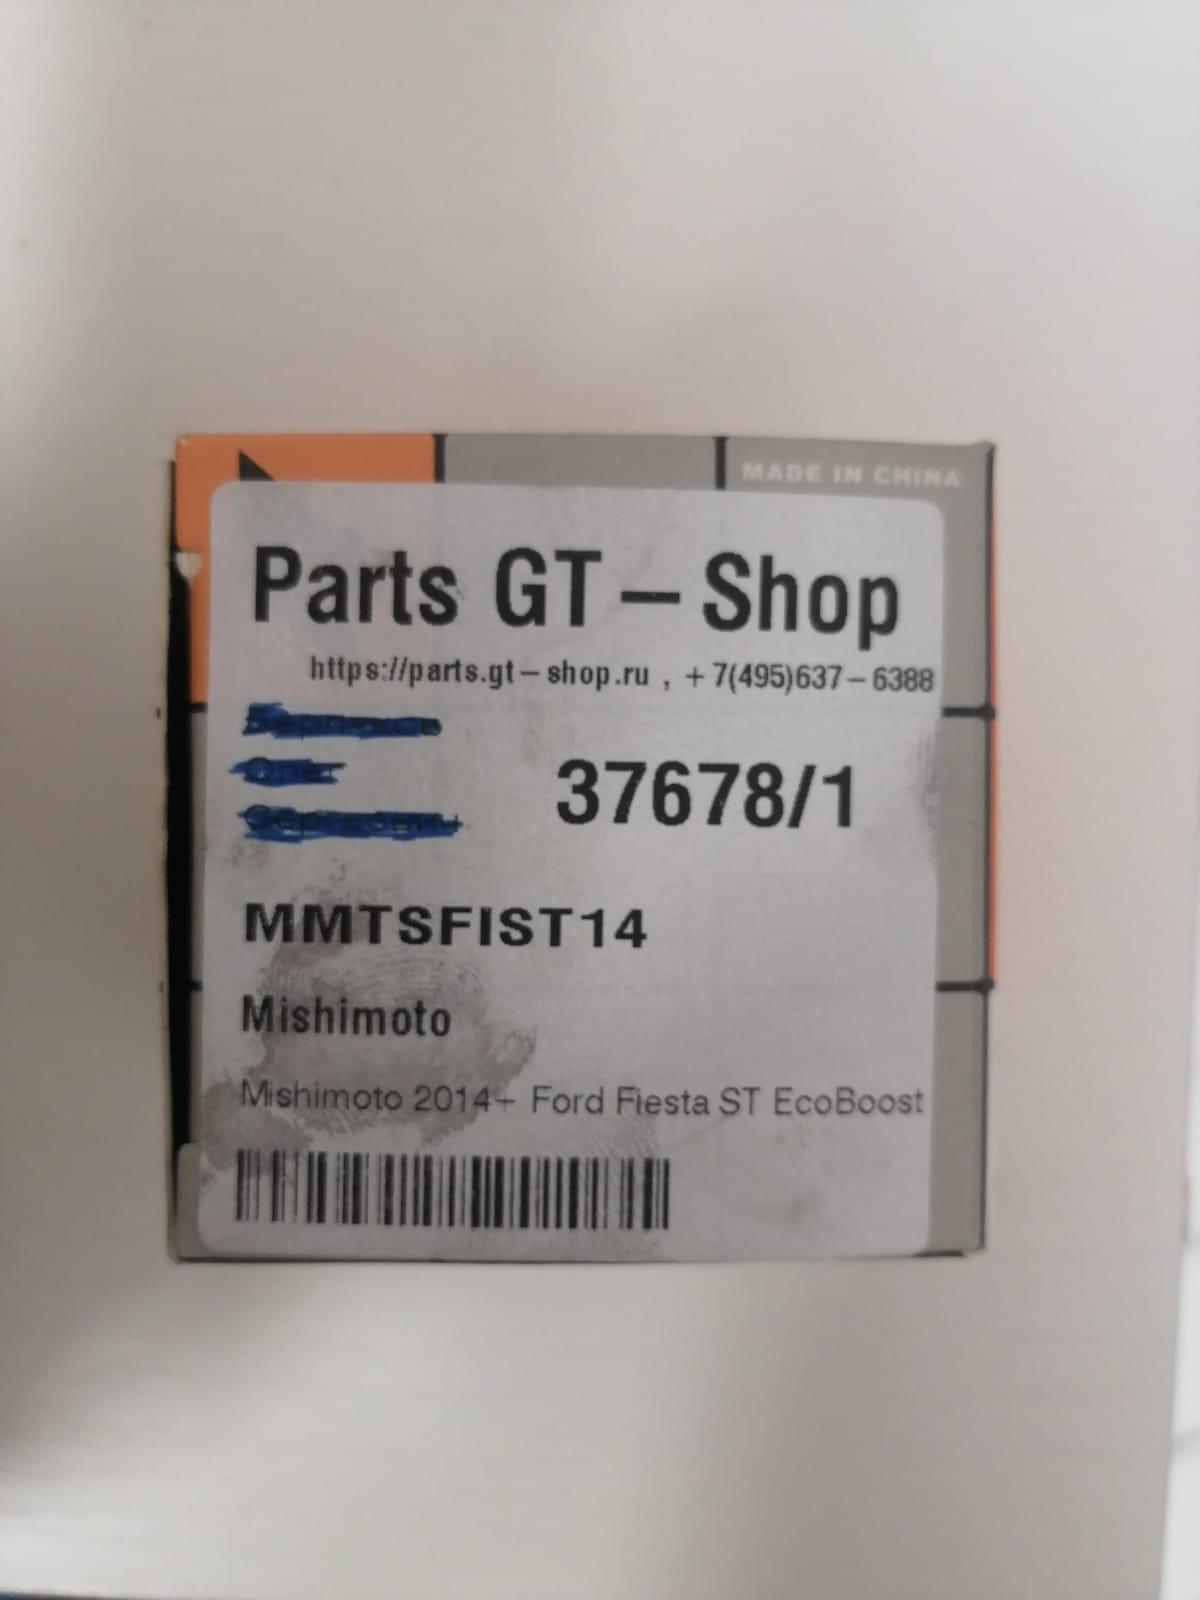 MADE IN CHINA
Parts GT-Shop
https://parts.gt-shop.ru , +7(495)637-6388
37678/1
MMTSFIST14
Mishimoto
Mishimoto 2014+ Ford Fiesta ST EcoBoost